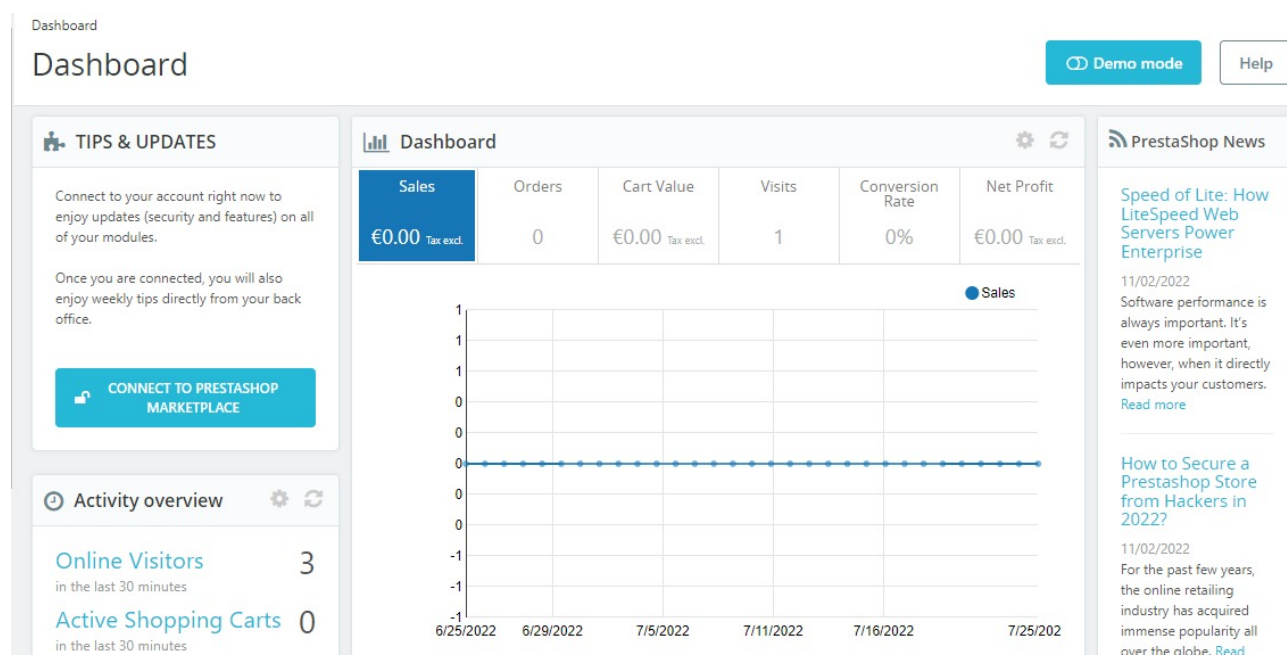 Dashboard
Dashboard
Demo mode
Help
TIPS & UPDATES
Connect to your account right now to
enjoy updates (security and features) on all
of your modules.
Once you are connected, you will also
enjoy weekly tips directly from your back
office.
CONNECT TO PRESTASHOP
MARKETPLACE
Activity overview
Online Visitors 3
in the last 30 minutes
Active Shopping Carts 0
in the last 30 minutes
Dashboard
Sales
€0.00 Tax excl.
Orders
0
Cart Value
€0.00 Tax excl.
Visits
1
Conversion
Rate
0%
Net Profit
€0.00 Tax excl.
Sales
1
1
1
0
0
0
0
0
-1
-1
-1
6/25/2022 6/29/2022 7/5/2022 7/11/2022 7/16/2022 7/25/202
PrestaShop News
Speed of Lite: How
LiteSpeed Web
Servers Power
Enterprise
11/02/2022
Software performance is
always important. It's
even more important,
however, when it directly
impacts your customers.
Read more
How to Secure a
Prestashop Store
from Hackers in
2022?
11/02/2022
For the past few years,
the online retailing
industry has acquired
immense popularity all
over the globe. Read